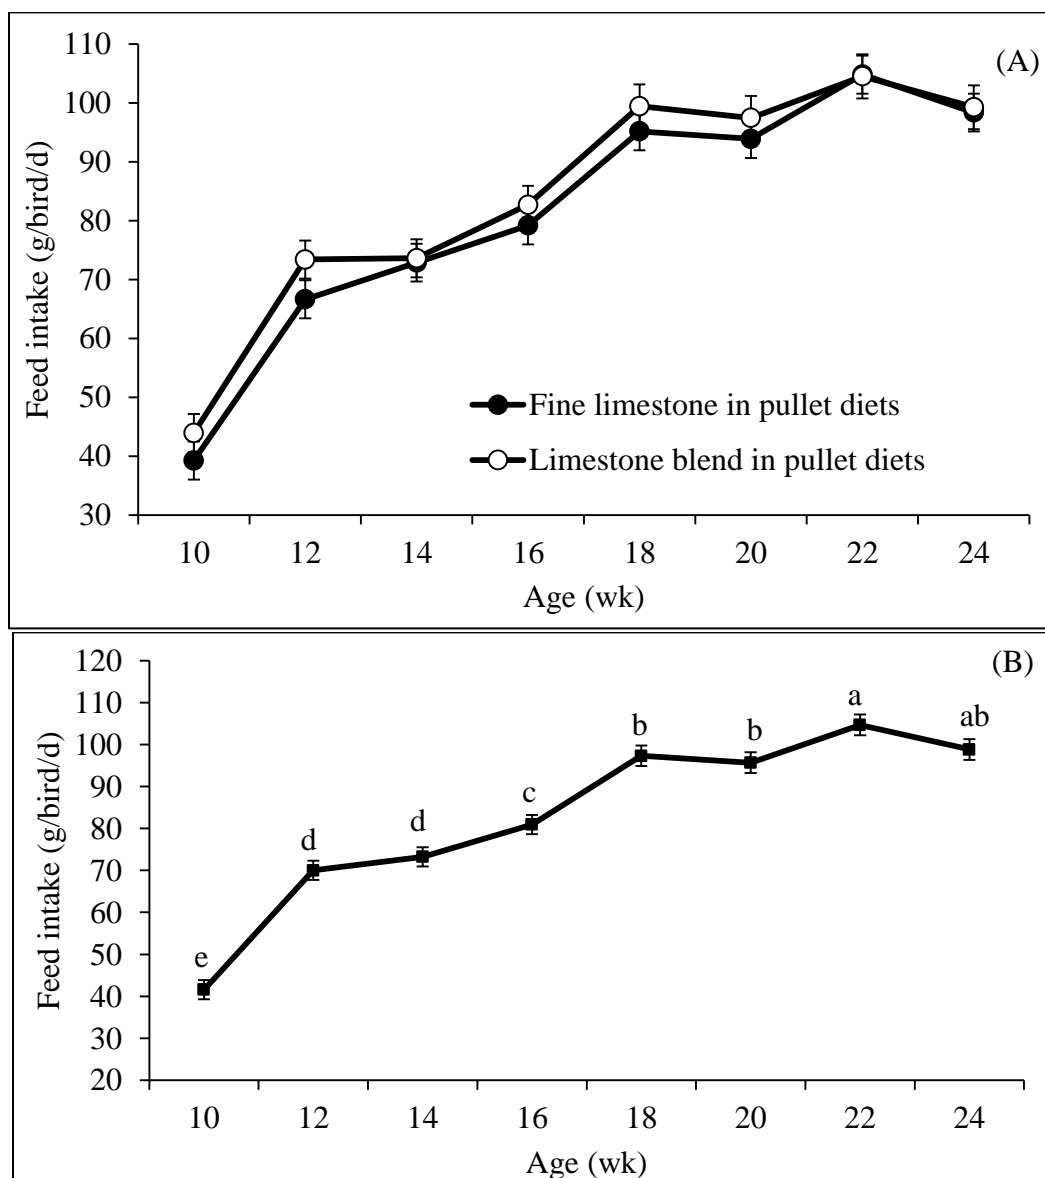 (A)
110
100
90
80
70
60
50
40
30
Feed intake (g/bird/d)
Fine limestone in pullet diets
Limestone blend in pullet diets
10 12 14 16 18 20 22 24
Age (wk)
(B)
120
110
100
90
80
70
60
50
40
30
20
Feed intake (g/bird/d)
e d d c b b a ab
10 12 14 16 18 20 22 24
Age (wk)